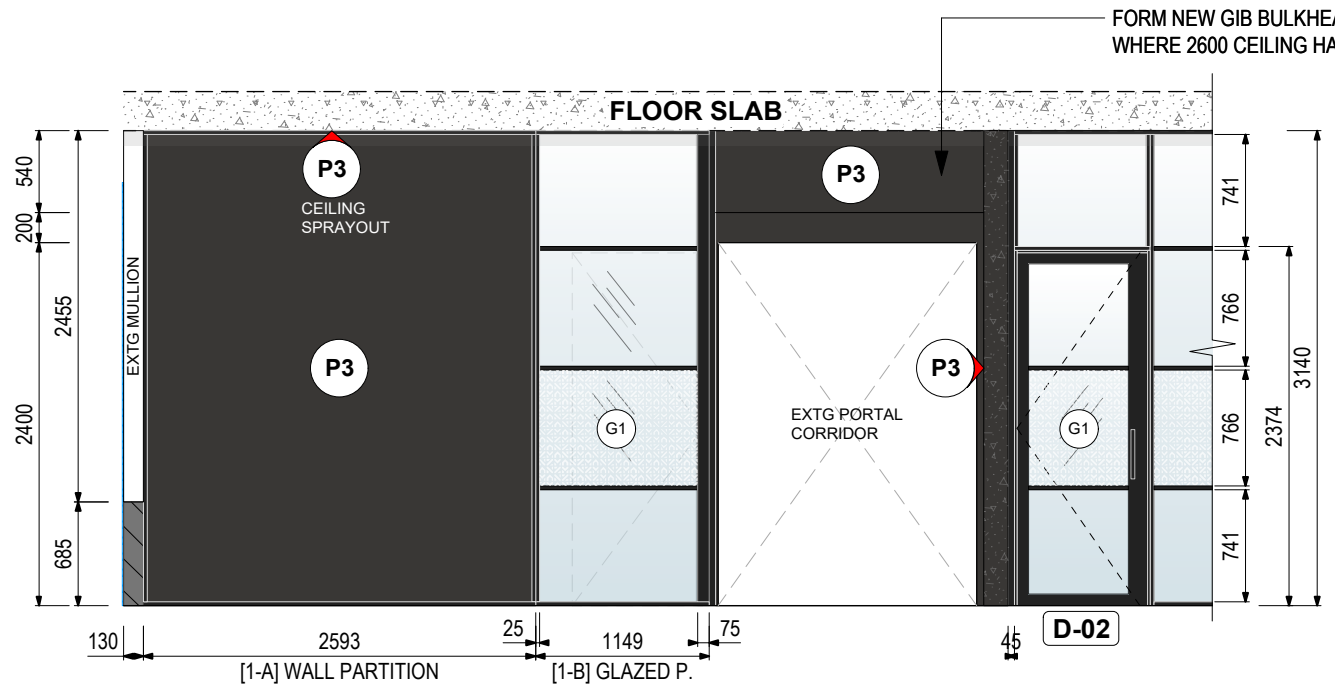 FORM NEW GIB
WHERE 2600 CEILING
FLOOR SLAB
P3
CEILING
SPRAYOUT
P3
540
200
2455
2400
685
EXTG MULLION
P3
G1
EXTG PORTAL
CORRIDOR
P3
G1
741
766
766
741
2374
3140
130
2593
25
1149
75
45
D-02
[1-A] WALL PARTITION
[1-B] GLAZED P.